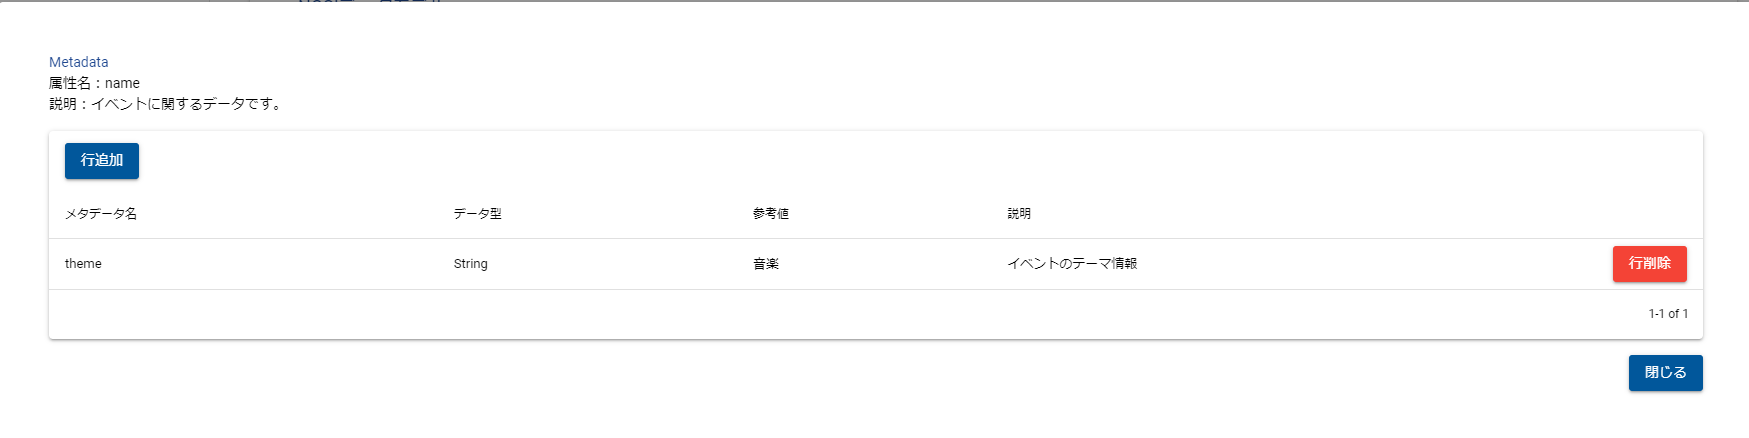 Metadata
属性名：name
説明：イベントに関するデータです。
行追加
メタデータ名 データ型 参考値 説明
theme String 音楽 イベントのテーマ情報 行削除
1-1 of 1
閉じる